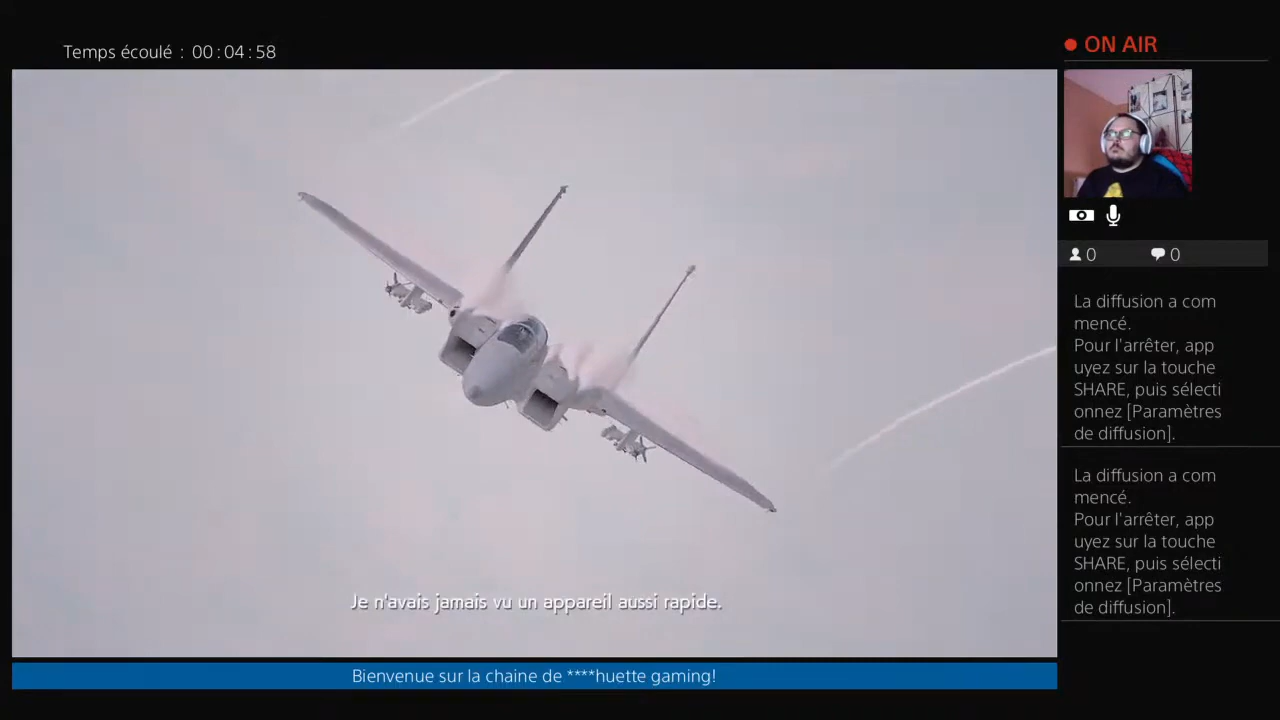 Temps écoulé : 00:04:58
ON AIR
0
0
La diffusion a com
mencé.
Pour l'arrêter, app
uyez sur la touche
SHARE, puis sélecti
onnez [Paramètres
de diffusion].
La diffusion a com
mencé.
Pour l'arrêter, app
uyez sur la touche
SHARE, puis sélecti
onnez [Paramètres
de diffusion].
Je n'avais jamais vu un appareil aussi rapide.
Bienvenue sur la chaine de ****huette gaming!